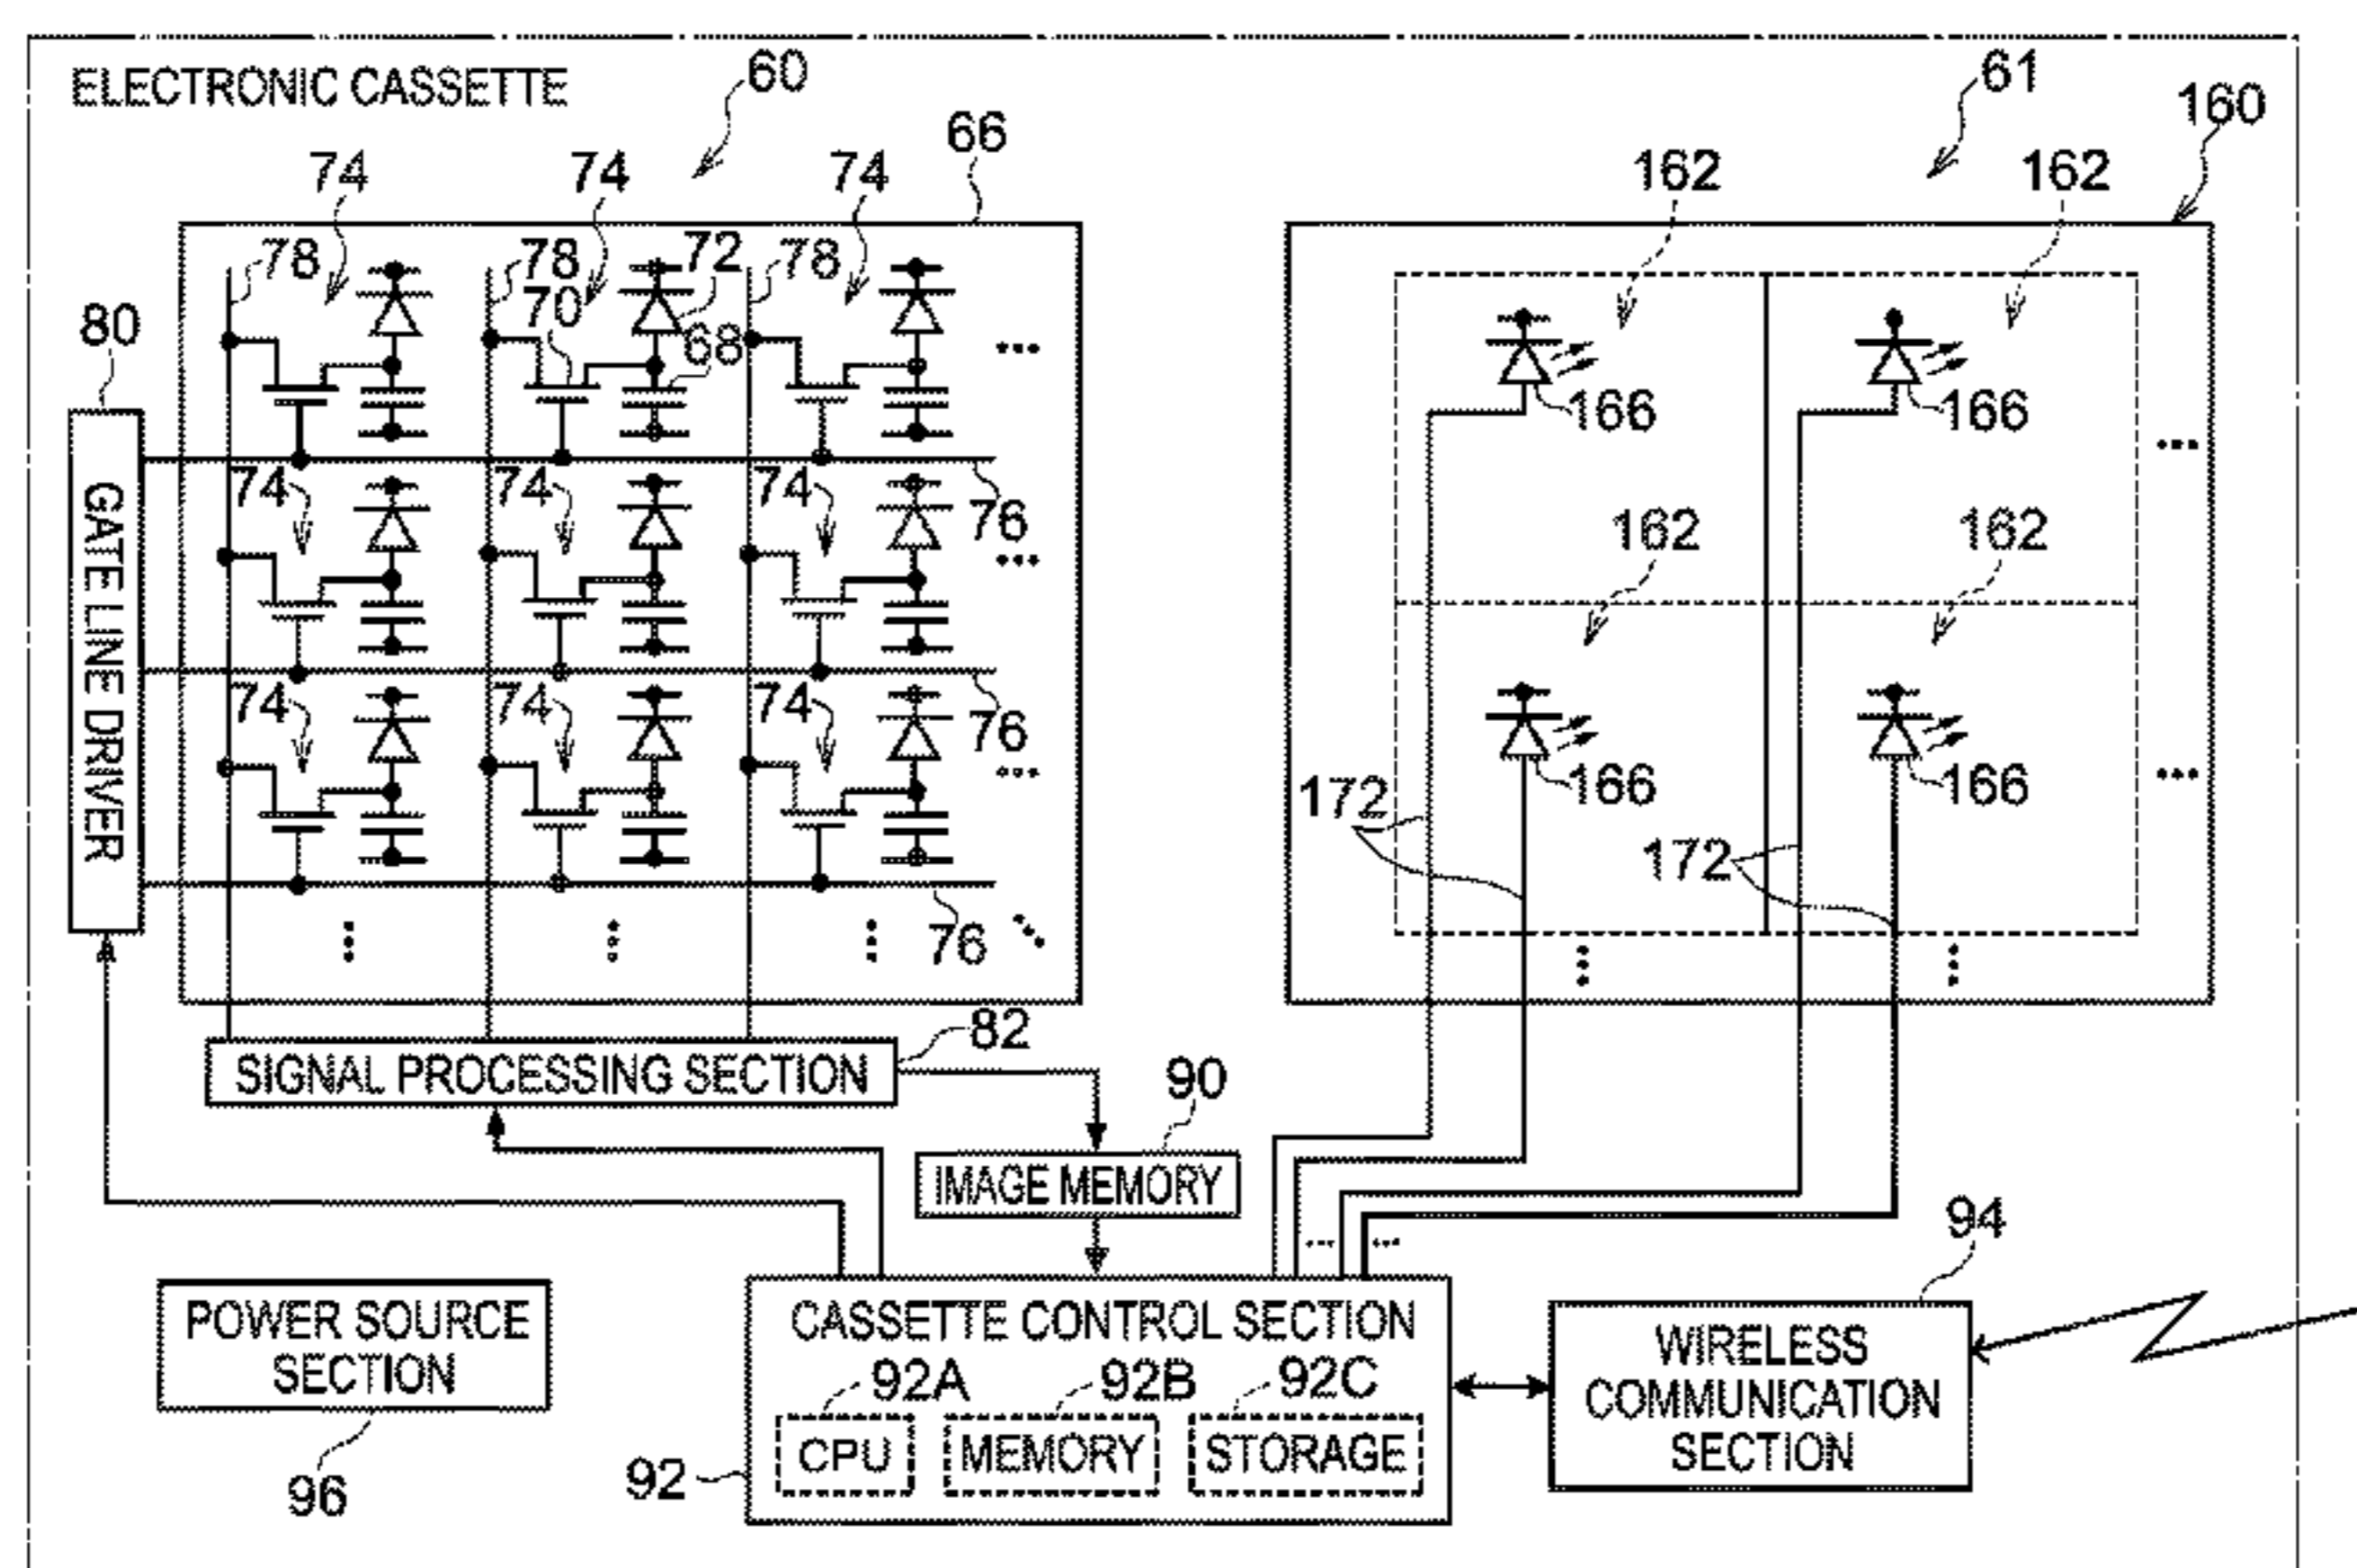 ELECTRONIC CASSETTE
60
61
160
66
74 74 74
162 162
78 78 72 78
70
68
80
166 166
GATE LINE DRIVER
74 74 74
76
162 162
74 74 74
76
166 166
172
172
76
82
SIGNAL PROCESSING SECTION
90
IMAGE MEMORY
94
POWER SOURCE
SECTION
96
CASSETTE CONTROL SECTION
92A 92B 92C
CPU MEMORY STORAGE
92
WIRELESS
COMMUNICATION
SECTION